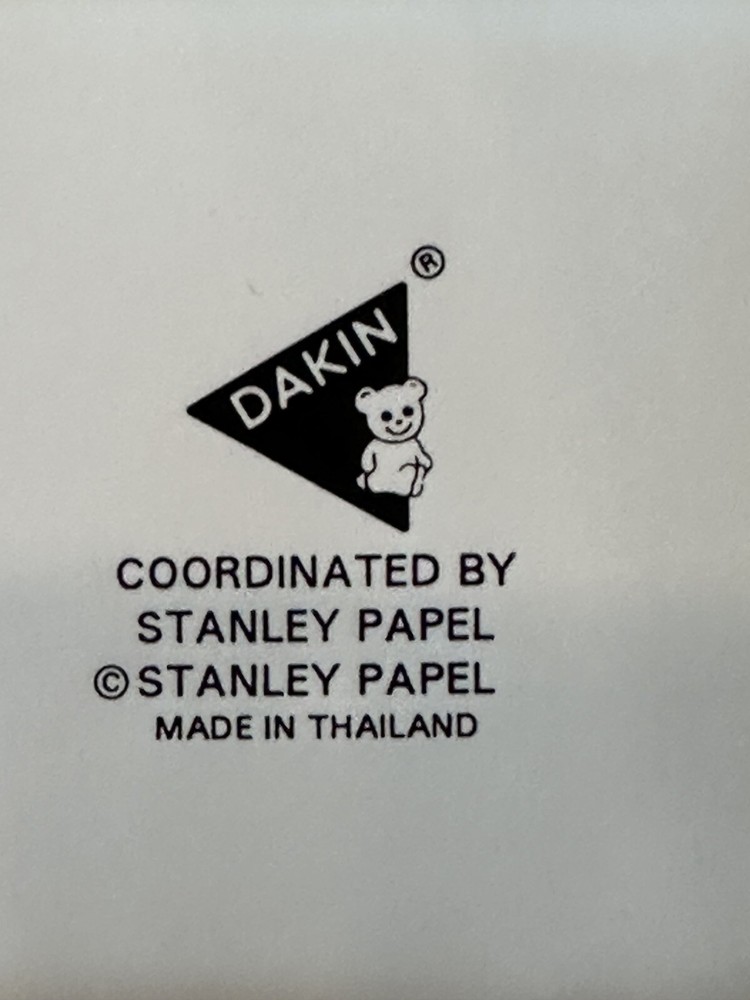 ®
DAKIN
COORDINATED BY
STANLEY PAPEL
©STANLEY PAPEL
MADE IN THAILAND